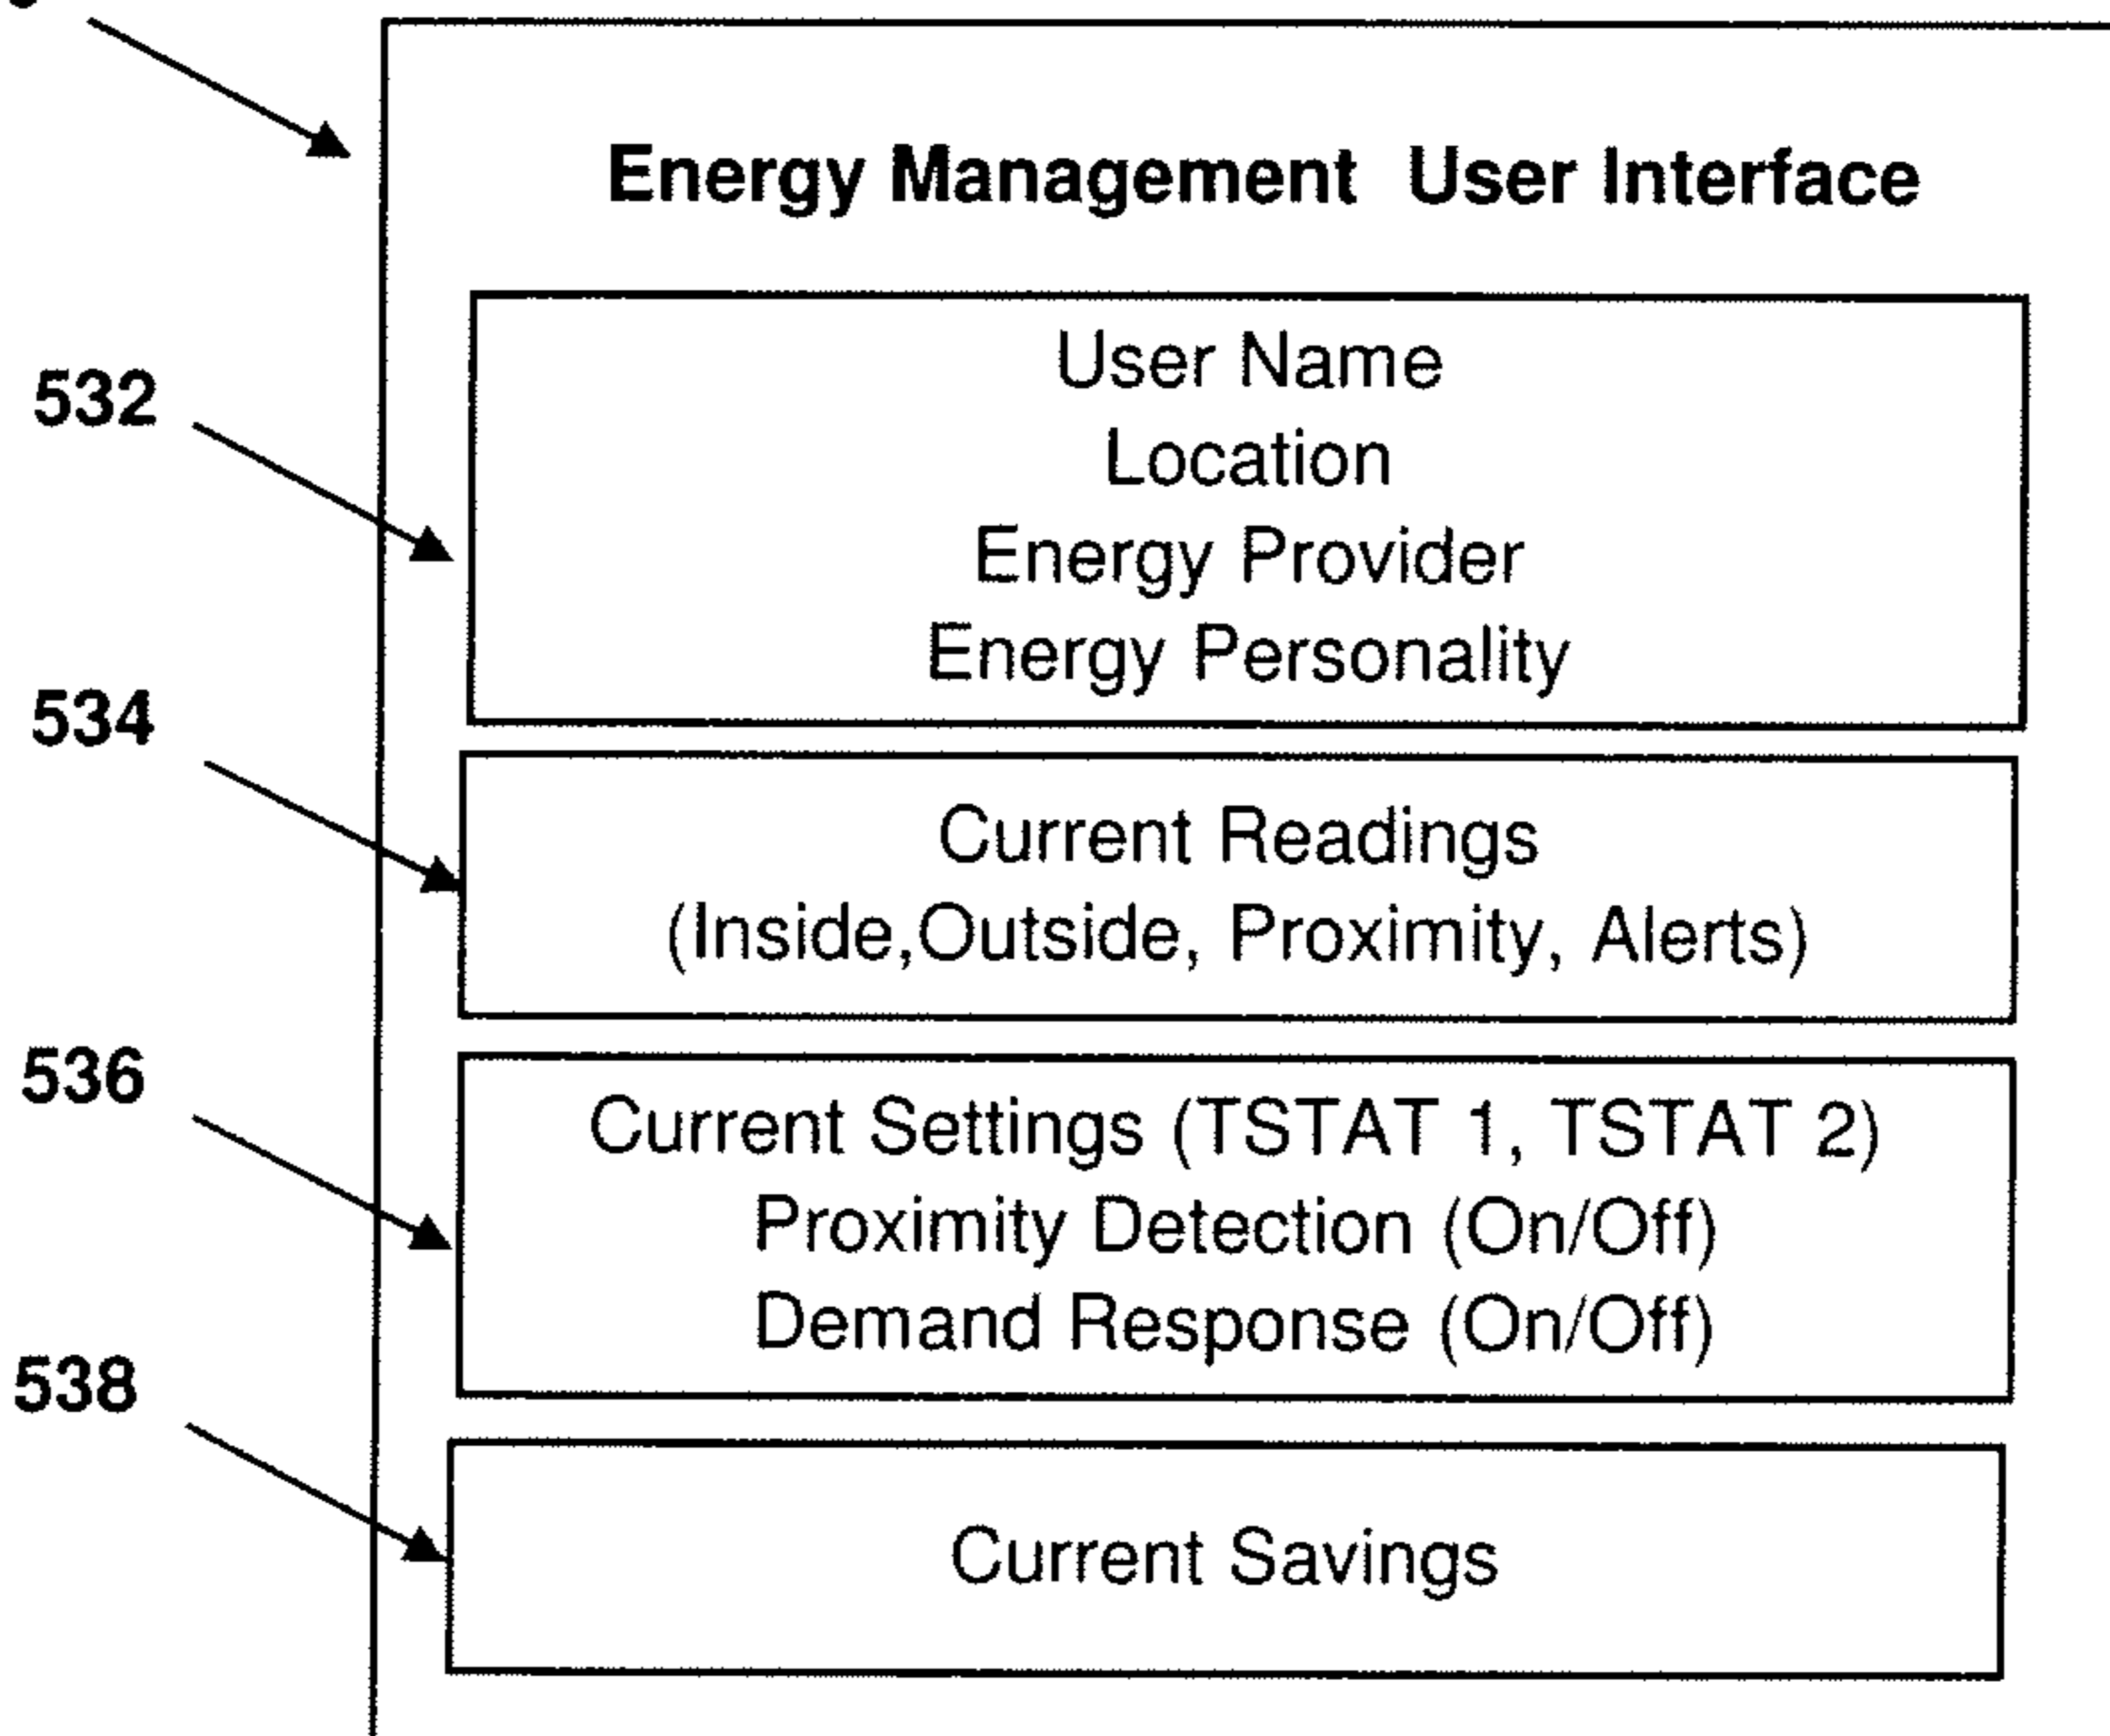 Energy Management User Interface
532
User Name
Location
Energy Provider
Energy Personality
534
Current Readings
(Inside,Outside, Proximity, Alerts)
536
Current Settings (TSTAT 1, TSTAT 2)
Proximity Detection (On/Off)
Demand Response (On/Off)
538
Current Savings